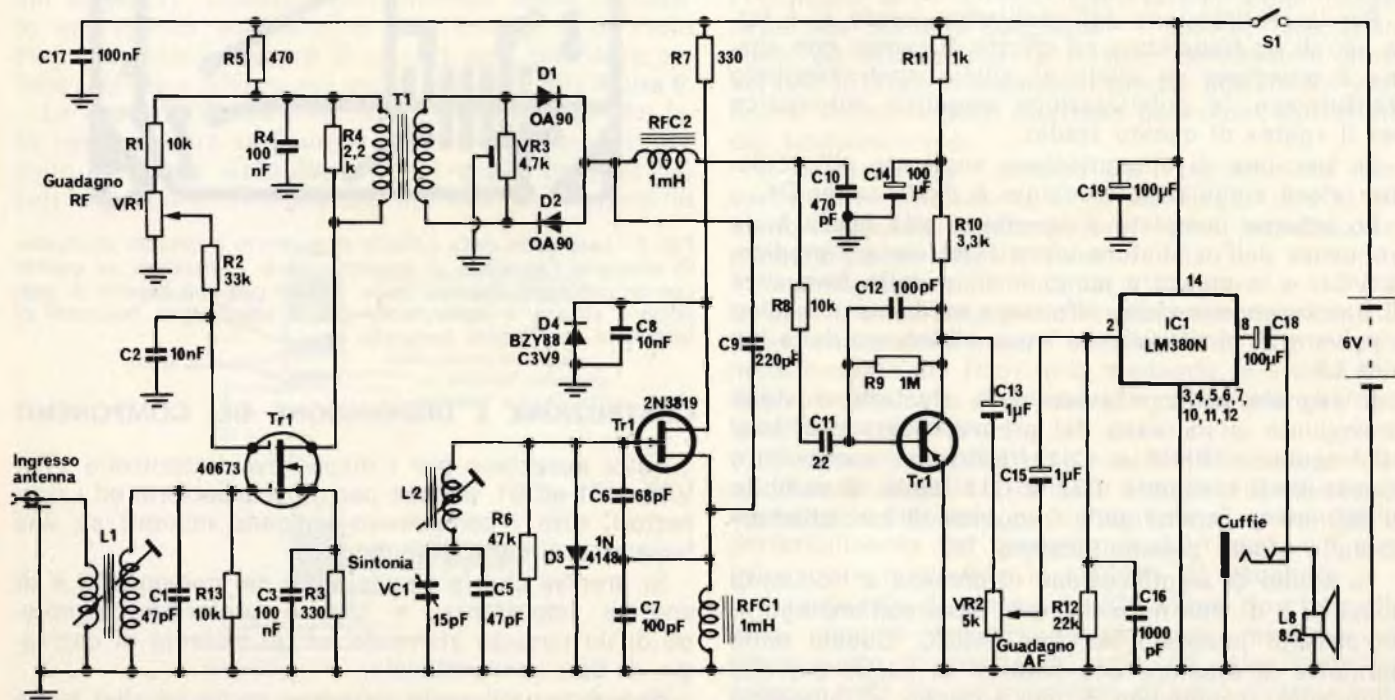 C17 100nF
R5 470
R7 330
R11 1k
S1
R1 10k
R4 100 nF
R4 2,2
T1
D1
OA90
VR3 4,7k
RFC2
1mH
C10 470 pF
C14 100 µF
C19 100µF
Guadagno RF
VR1
D2
OA90
R2 33k
R10 3,3k
C12 100pF
14
C2 10nF
D4
BZY88
C3V9
C8 10nF
C9 220pF
R8 10k
R9 1M
2
IC1
LM380N
8
C18
100µF
6V
3,4,5,6,7,
10,11,12
Tr1
40673
2N3819
Tr1
C11
22
Tr1
C13 1µF
1µF
Ingresso antenna
L1
L2
R6 47k
C6 68pF
D3
1N
4148
Cuffie
C1 47pF
R13 10k
C3 100 nF
R3 330
Sintonia
VC1 15pF
C5 47pF
C7 100pF
RFC1
1mH
VR2 5k
Guadagno AF
R12 22k
C16 1000 pF
L8
8Ω